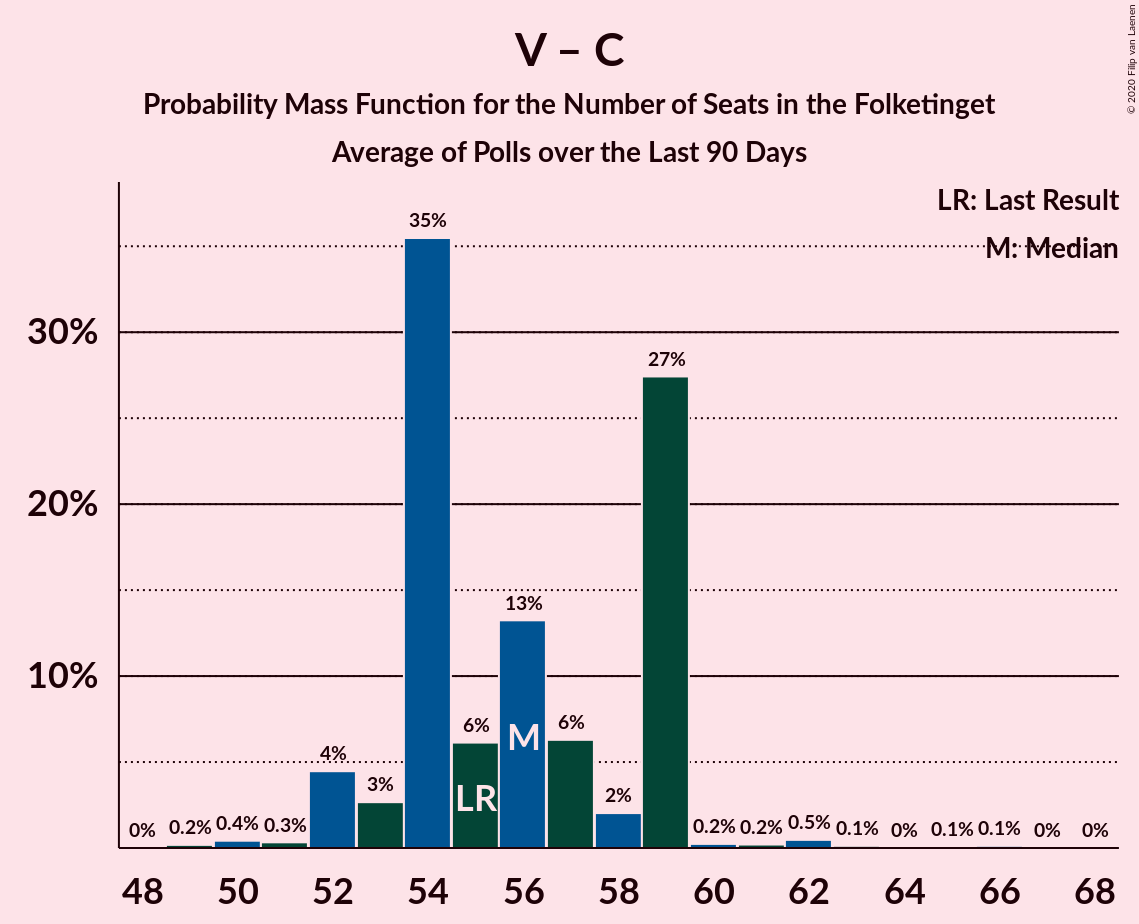 V – C
Probability Mass Function for the Number of Seats in the Folketinget
Average of Polls over the Last 90 Days
© 2020 Filip van Laenen
LR: Last Result
M: Median
30%
20%
10%
0%
0.2%
0.4%
0.3%
4%
3%
35%
6%
13%
6%
2%
27%
0.2%
0.2%
0.5%
0.1%
0%
0.1%
0.1%
0%
0%
LR
M
48 50 52 54 56 58 60 62 64 66 68